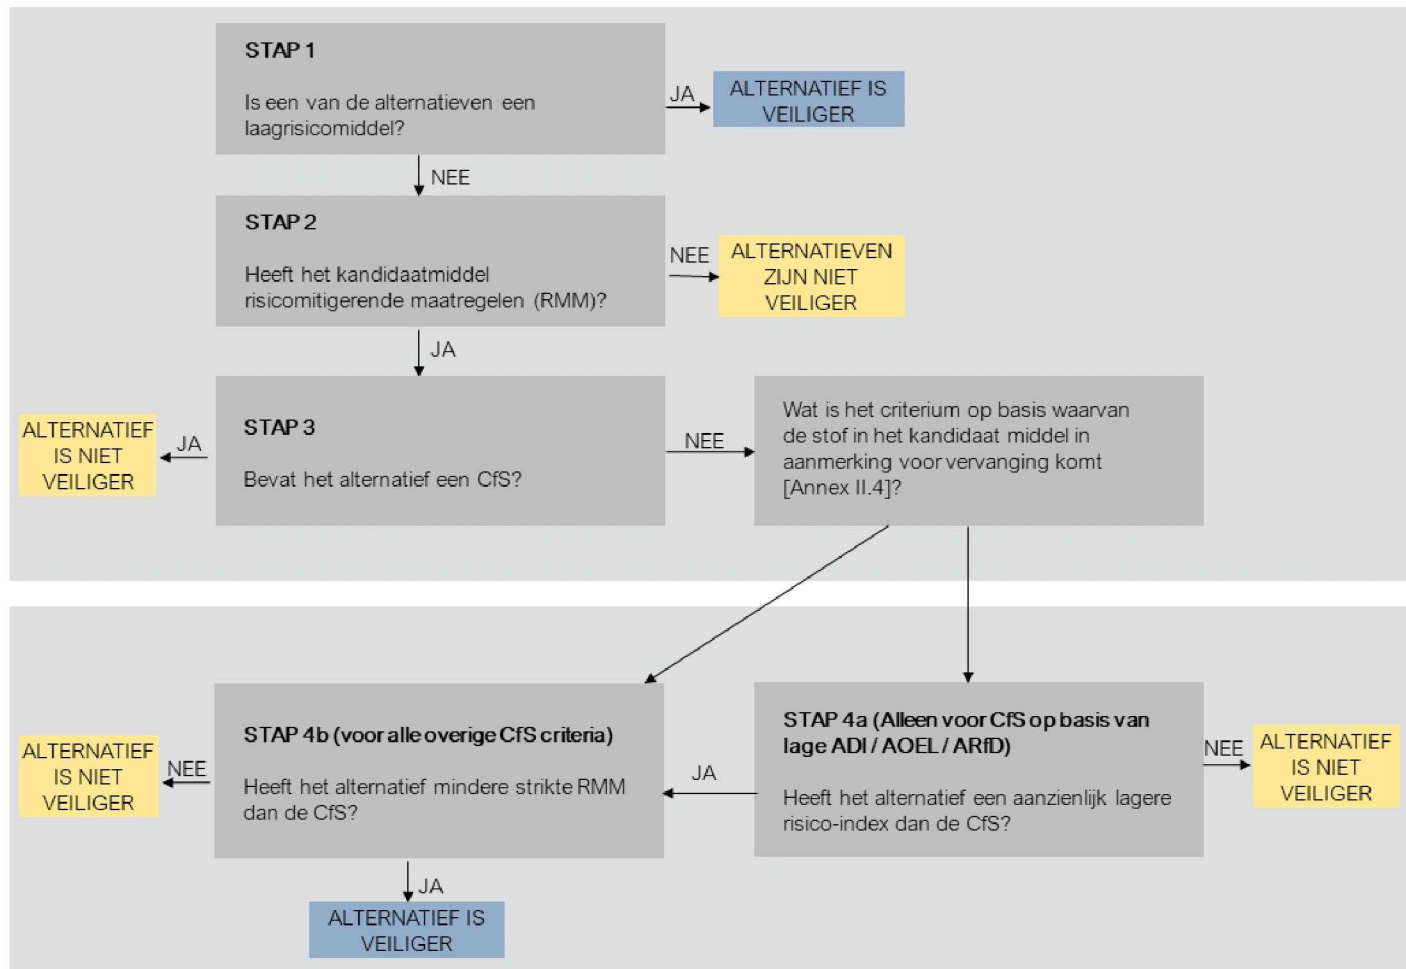 STAP 1
Is een van de alternatieven een
laagrisicomiddel?
JA
ALTERNATIEF IS
VEILIGER
NEE
STAP 2
Heeft het kandidaatmiddel
risicomitigerende maatregelen (RMM)?
NEE
ALTERNATIEVEN
ZIJN NIET
VEILIGER
JA
ALTERNATIEF
IS NIET
VEILIGER
JA
STAP 3
Bevat het alternatief een CfS?
NEE
Wat is het criterium op basis waarvan
de stof in het kandidaat middel in
aanmerking voor vervanging komt
[Annex II.4]?
ALTERNATIEF
IS NIET
VEILIGER
NEE
STAP 4b (voor alle overige CfS criteria)
Heeft het alternatief mindere strikte RMM
dan de CfS?
JA
STAP 4a (Alleen voor CfS op basis van
lage ADI / AOEL / ARfD)
Heeft het alternatief een aanzienlijk lagere
risico-index dan de CfS?
NEE
ALTERNATIEF
IS NIET
VEILIGER
JA
ALTERNATIEF IS
VEILIGER